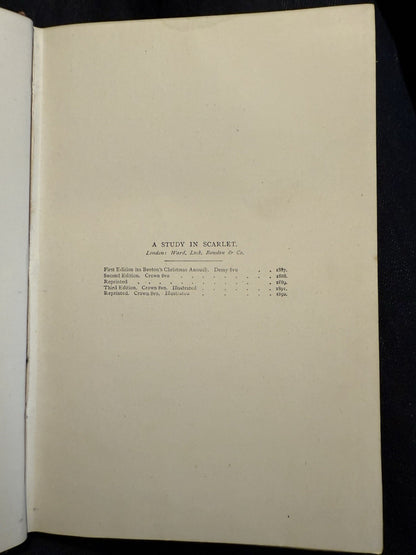 A STUDY IN SCARLET.
London: Ward, Lock, Bowden & Co.
First Edition (in Beeton's Christmas Annual). Demy 8vo . . 1887.
Second Edition. Crown 8vo . . . . . . . . 1888.
Reprinted . . . . . . . . . . . 1889.
Third Edition. Crown 8vo. Illustrated . . . . . . 1891.
Reprinted. Crown 8vo. Illustrated . . . . . . . 1892.